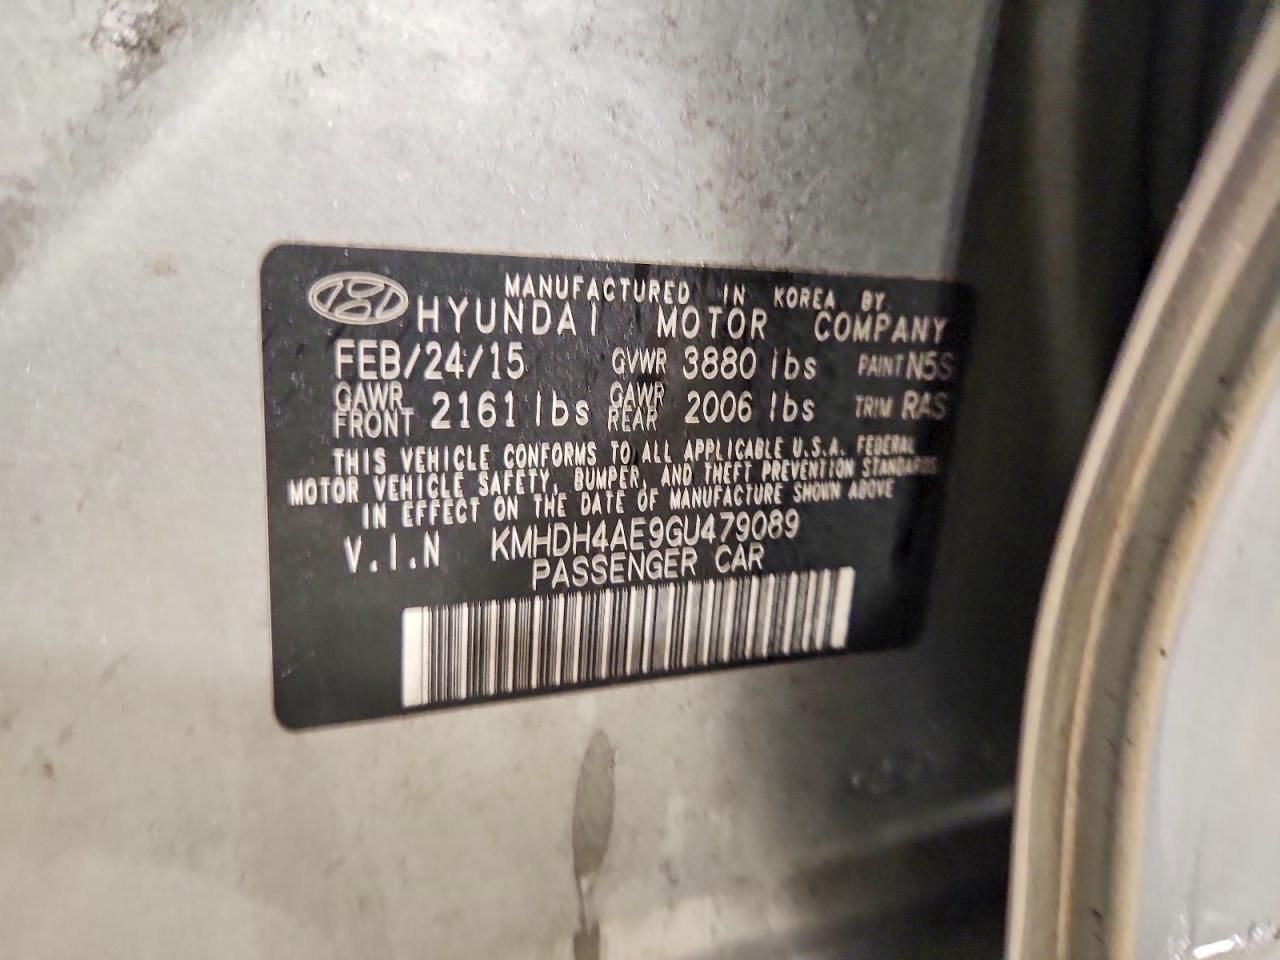 MANUFACTURED IN KOREA BY
HYUNDAI MOTOR COMPANY
FEB/24/15 GVWR 3880 lbs PAINT N5S
GAWR FRONT 2161 lbs GAWR REAR 2006 lbs TRIM RAS
THIS VEHICLE CONFORMS TO ALL APPLICABLE U.S.A. FEDERAL
MOTOR VEHICLE SAFETY, BUMPER, AND THEFT PREVENTION STANDARDS
IN EFFECT ON THE DATE OF MANUFACTURE SHOWN ABOVE
V.I.N KMHDH4AE9GU479089
PASSENGER CAR